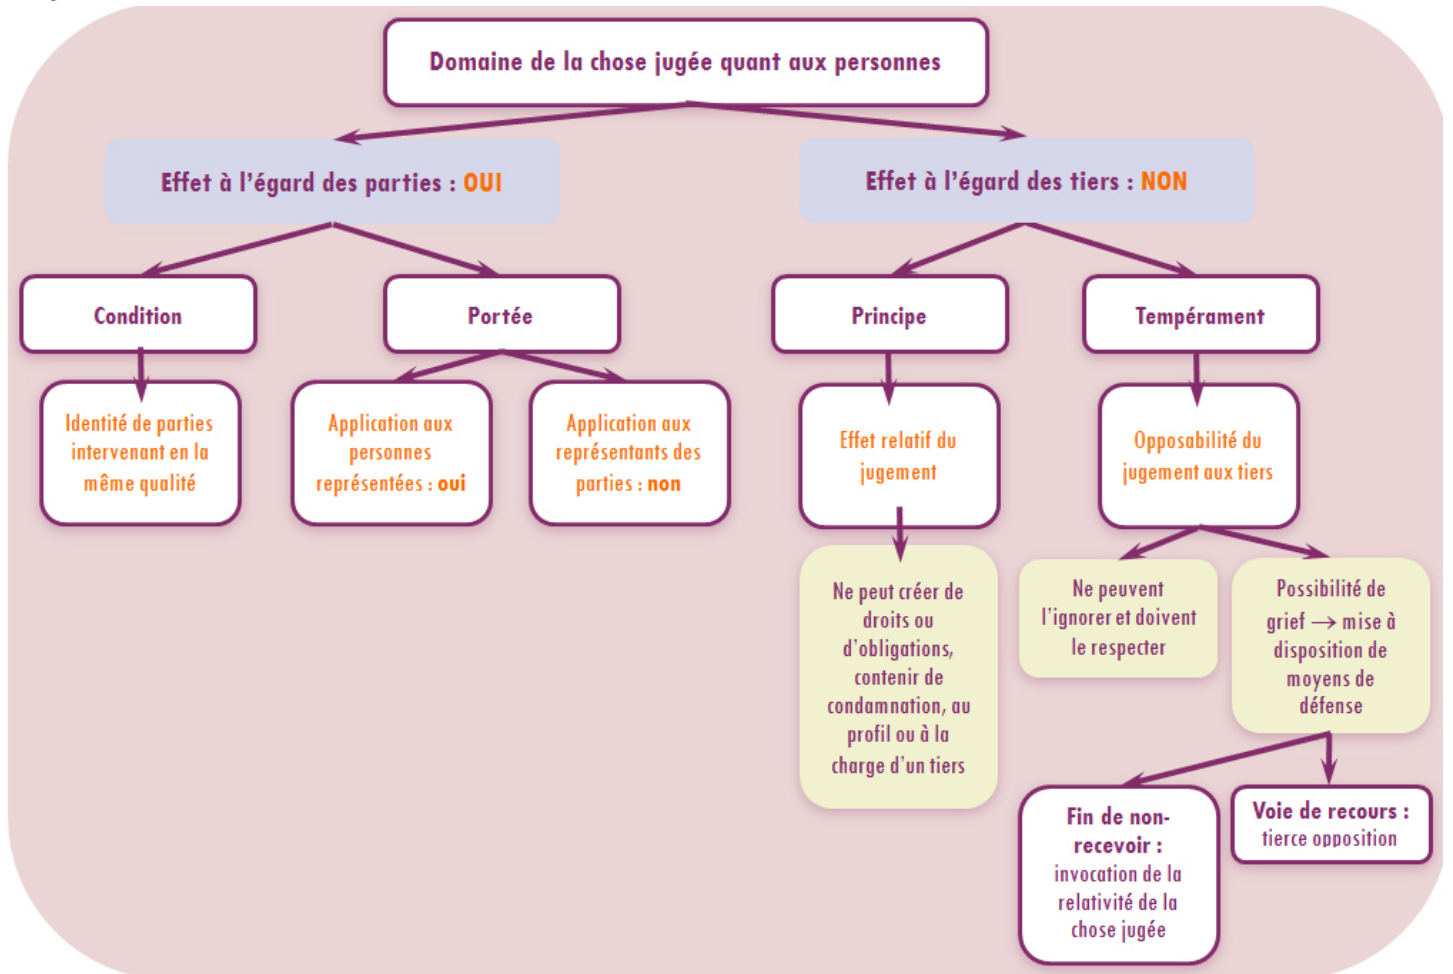 Domaine de la chose jugée quant aux personnes
Effet à l'égard des parties : OUI
Effet à l'égard des tiers : NON
Condition
Portée
Principe
Tempérament
Identité de parties
intervenant en la
même qualité
Application aux
personnes
représentées : oui
Application aux
représentants des
parties : non
Effet relatif du
jugement
Opposabilité du
jugement aux tiers
Ne peut créer de
droits ou
d'obligations,
contenir de
condamnation, au
profil ou à la
charge d'un tiers
Ne peuvent
l'ignorer et doivent
le respecter
Possibilité de
grief → mise à
disposition de
moyens de
défense
Fin de non-
recevoir :
invocation de la
relativité de la
chose jugée
Voie de recours :
tierce opposition